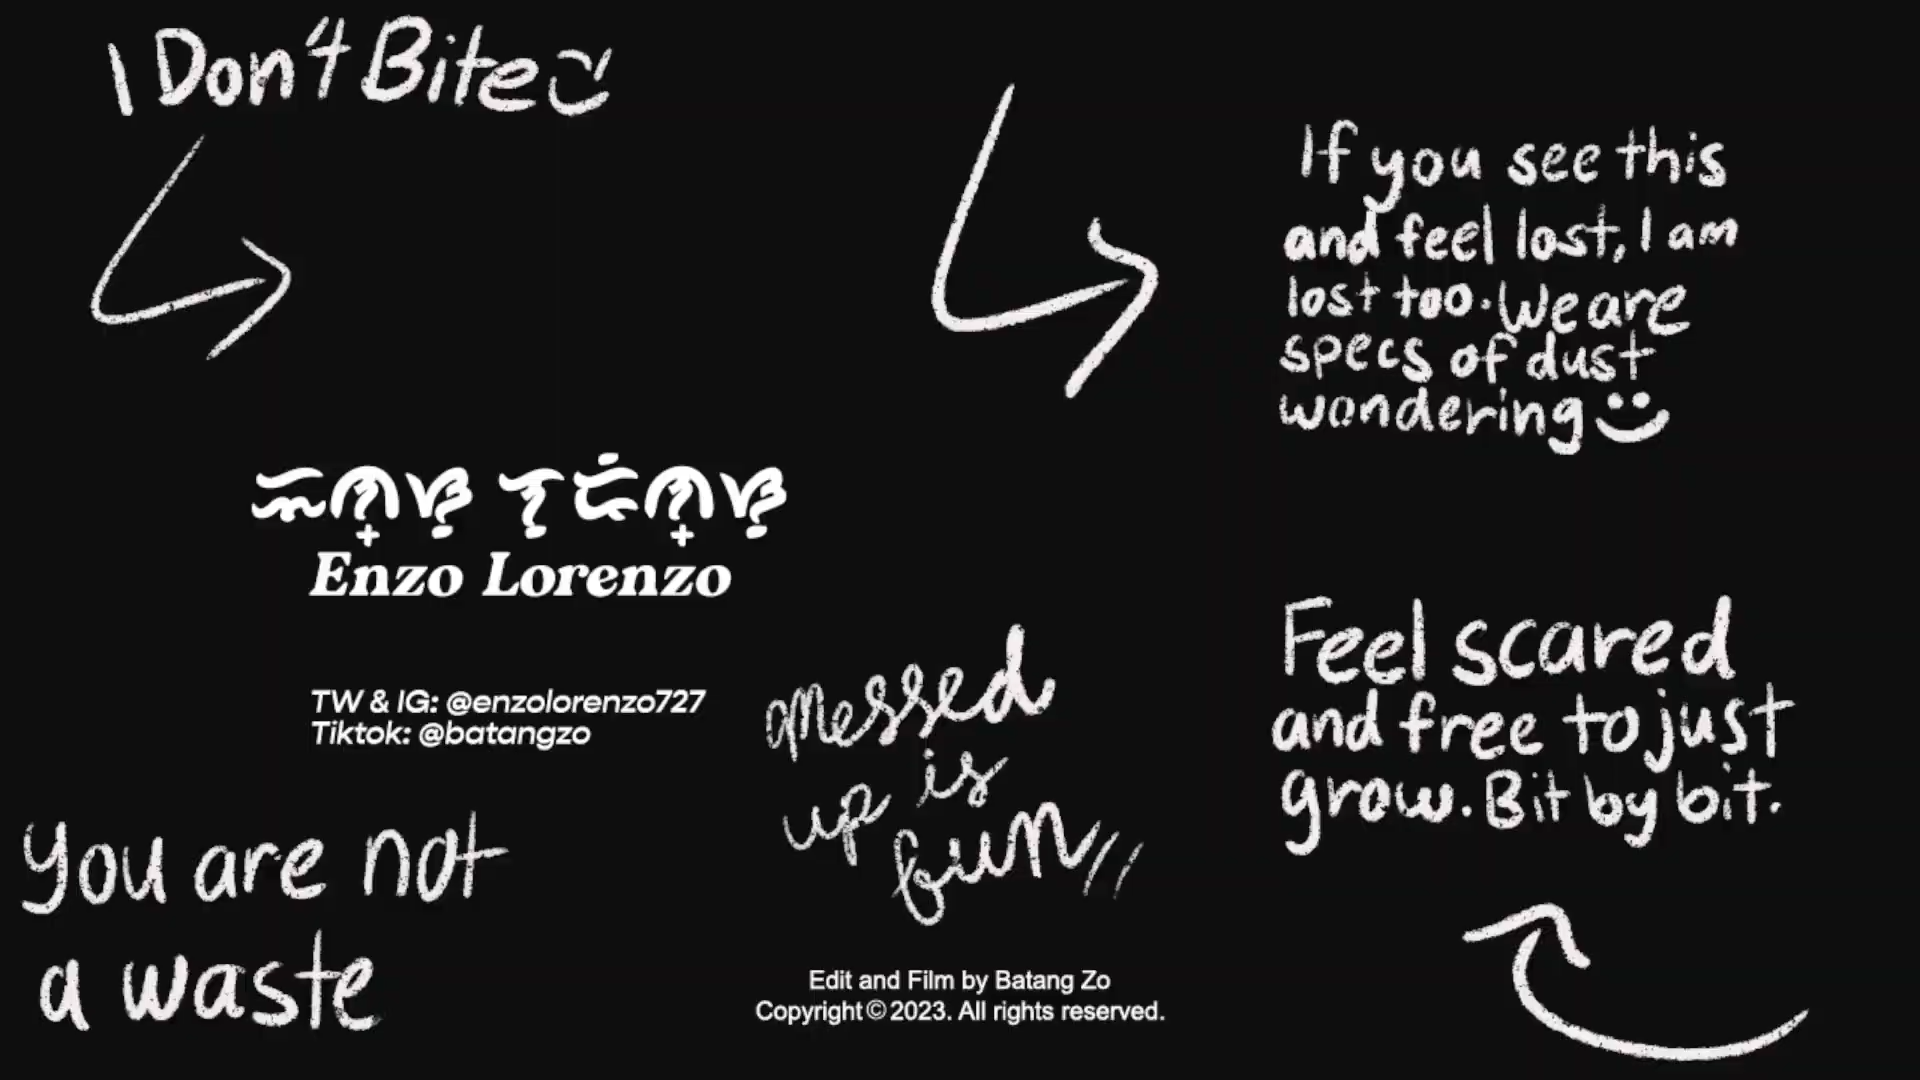 I Don't Bite
If you see this
and feel lost, I am
lost too. We are
specs of dust
wondering
ᜁᜈ᜔ᜐᜓ ᜎᜓᜇᜒᜈ᜔ᜐᜓ
Enzo Lorenzo
TW & IG: @enzolorenzo727
Tiktok: @batangzo
messed
up is
fun
Feel scared
and free to just
grow. Bit by bit.
You are not
a waste
Edit and Film by Batang Zo
Copyright © 2023. All rights reserved.